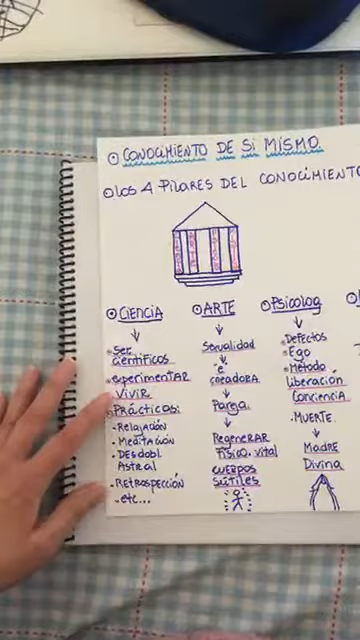 CONOCIMIENTO DE SÍ MISMO
LOS 4 PILARES DEL CONOCIMIENTO
CIENCIA
Ser
científicos
experimentar
VIVIR
PRÁCTICAS:
- RELAJACIÓN
- MEDITACIÓN
- DESDOBL.
ASTRAL
- RETROSPECCIÓN
- etc...
ARTE
Sexualidad
e.
creadora
Para
Regenerar
Físico, vital
cuerpos
sutiles
Psicolog
Defectos
Ego
Método
liberación
Conciencia
. MUERTE.
MADRE
Divina